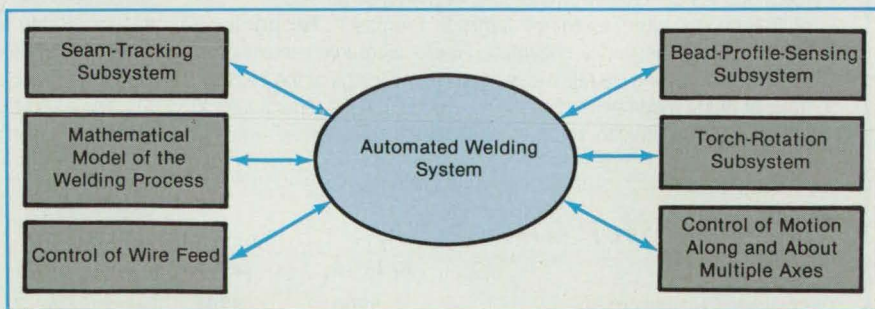 Seam-Tracking
Subsystem
Mathematical
Model of the
Welding Process
Control of Wire Feed
Automated Welding
System
Bead-Profile-Sensing
Subsystem
Torch-Rotation
Subsystem
Control of Motion
Along and About
Multiple Axes